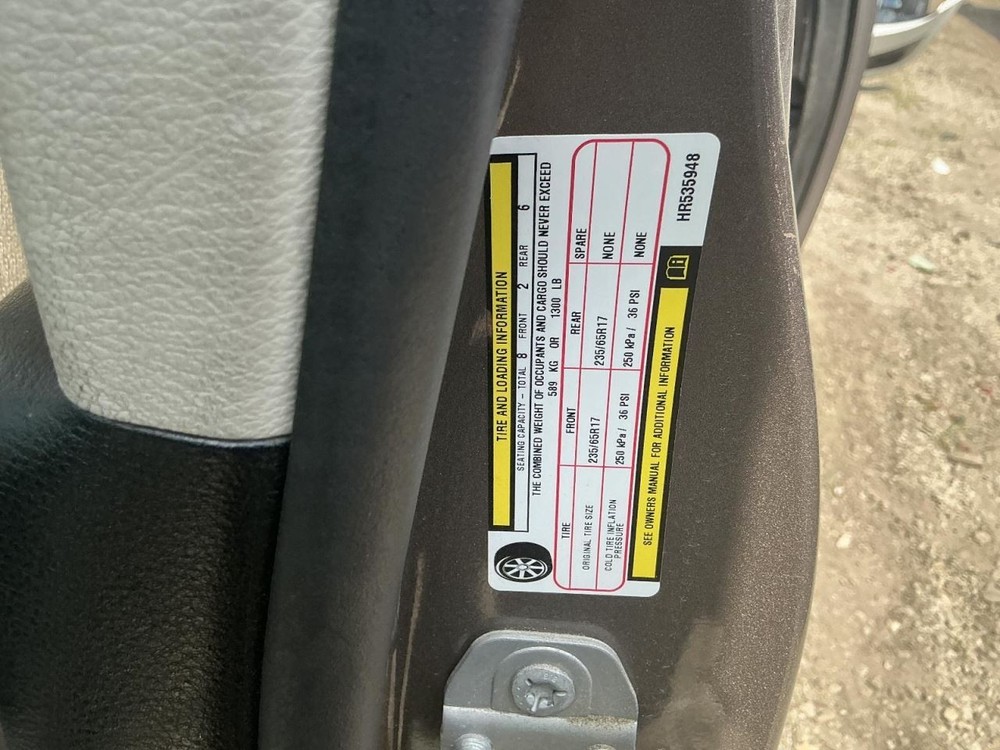 TIRE AND LOADING INFORMATION
SEATING CAPACITY – TOTAL 8 FRONT 2 REAR 6
THE COMBINED WEIGHT OF OCCUPANTS AND CARGO SHOULD NEVER EXCEED
589 KG OR 1300 LB
TIRE FRONT REAR SPARE
ORIGINAL TIRE SIZE 235/65R17 235/65R17 NONE
COLD TIRE INFLATION PRESSURE 250 kPa / 36 PSI 250 kPa / 36 PSI NONE
SEE OWNERS MANUAL FOR ADDITIONAL INFORMATION
HR535948